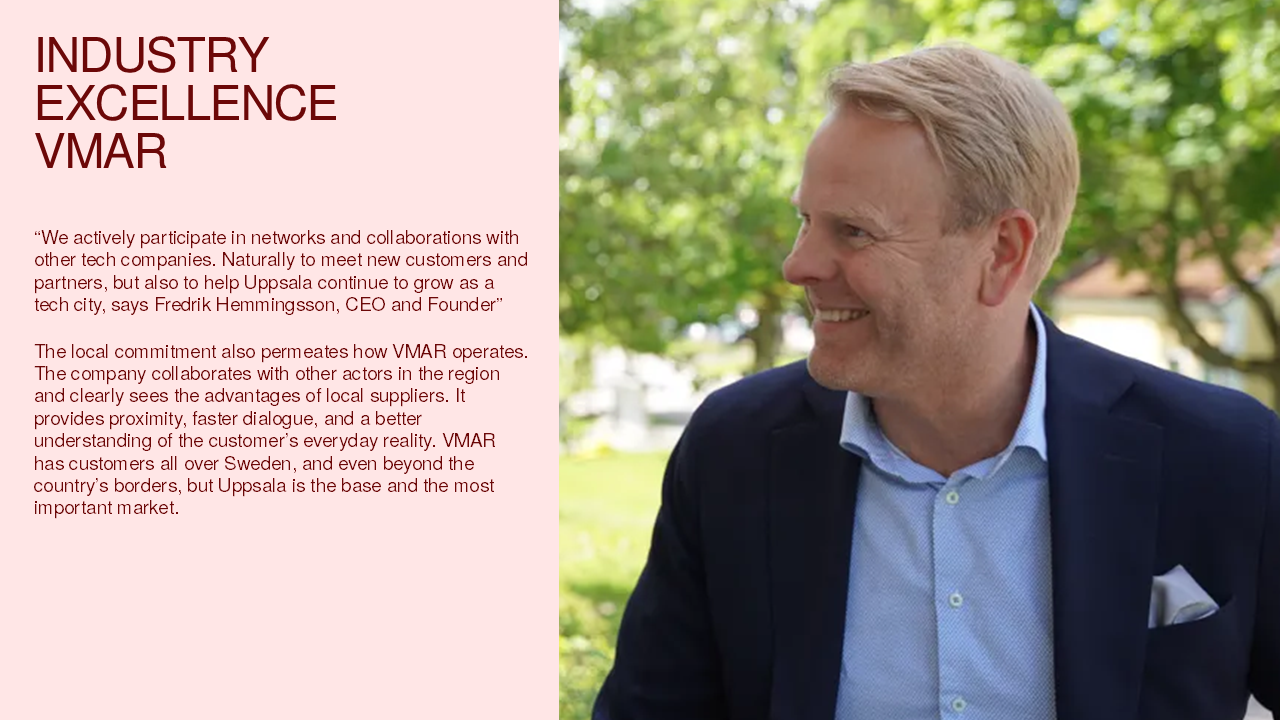 INDUSTRY
EXCELLENCE
VMAR
“We actively participate in networks and collaborations with
other tech companies. Naturally to meet new customers and
partners, but also to help Uppsala continue to grow as a
tech city, says Fredrik Hemmingsson, CEO and Founder”
The local commitment also permeates how VMAR operates.
The company collaborates with other actors in the region
and clearly sees the advantages of local suppliers. It
provides proximity, faster dialogue, and a better
understanding of the customer’s everyday reality. VMAR
has customers all over Sweden, and even beyond the
country’s borders, but Uppsala is the base and the most
important market.